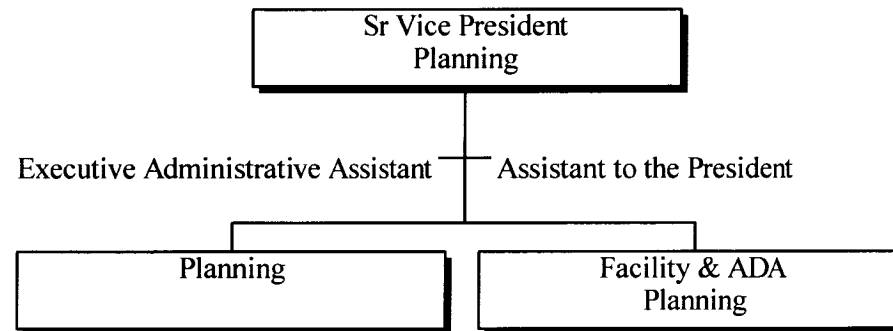 Sr Vice President
Planning
Executive Administrative Assistant
Assistant to the President
Planning
Facility & ADA
Planning